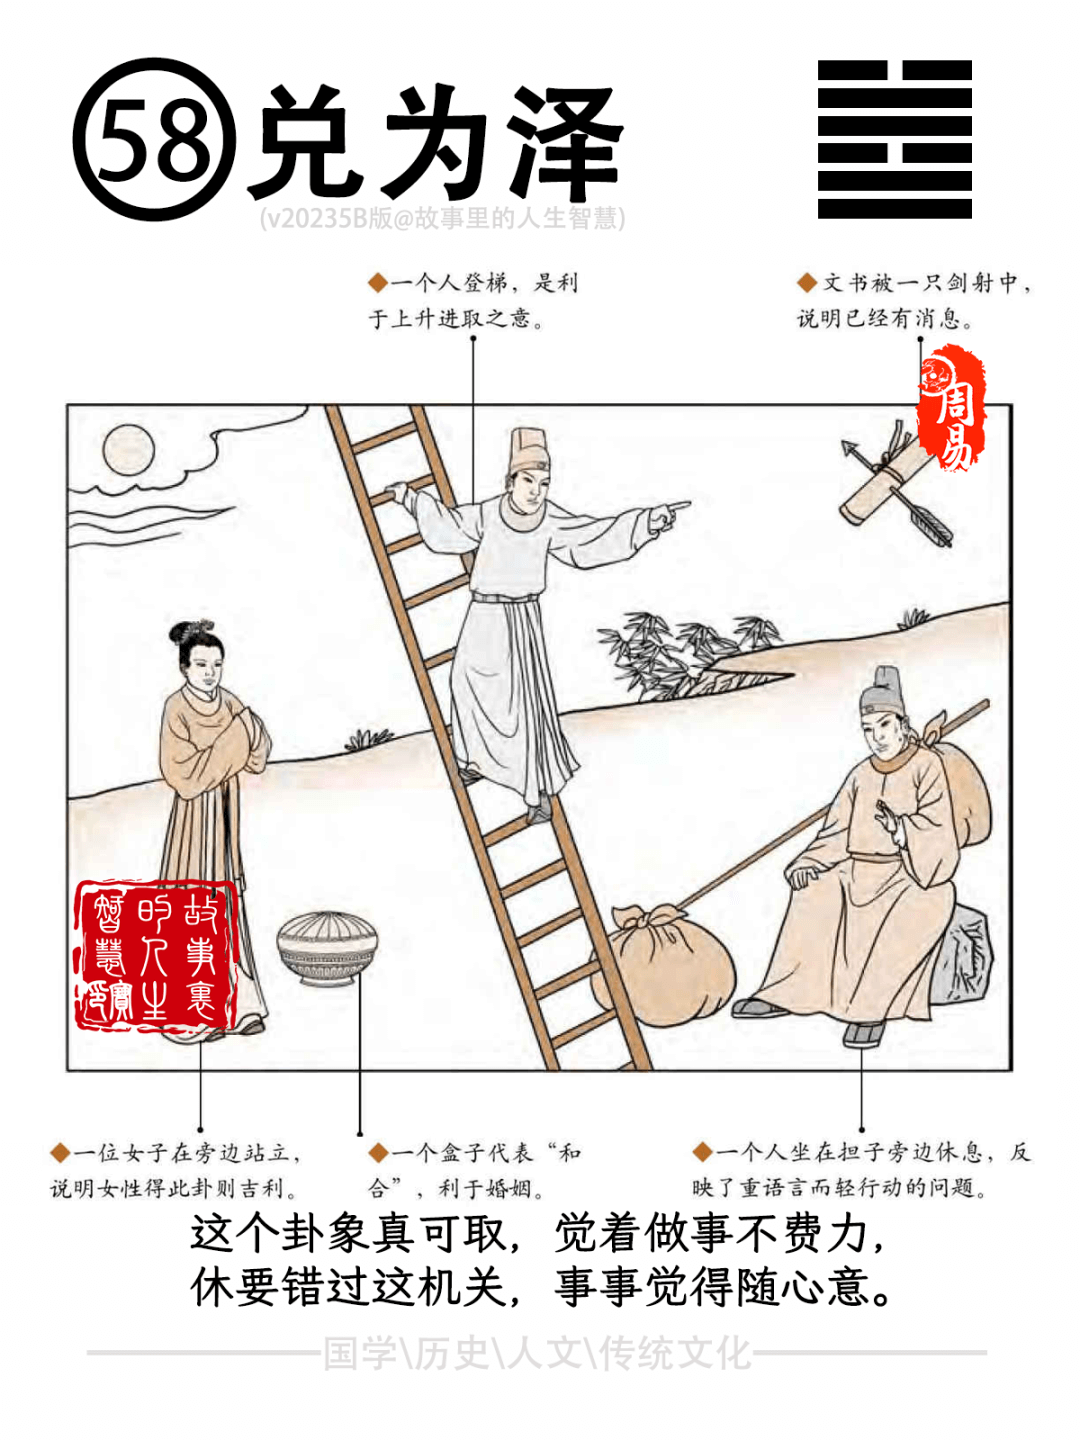 58 兑为泽
(v20235B版@故事里的人生智慧)
◆一个人登梯，是利
于上升进取之意。
◆文书被一只剑射中，
说明已经有消息。
周易
故事里的人生智慧
◆一位女子在旁边站立，
说明女性得此卦则吉利。
◆一个盒子代表“和
合”，利于婚姻。
◆一个人坐在担子旁边休息，反
映了重语言而轻行动的问题。
这个卦象真可取，觉着做事不费力，
休要错过这机关，事事觉得随心意。
国学\历史\人文\传统文化